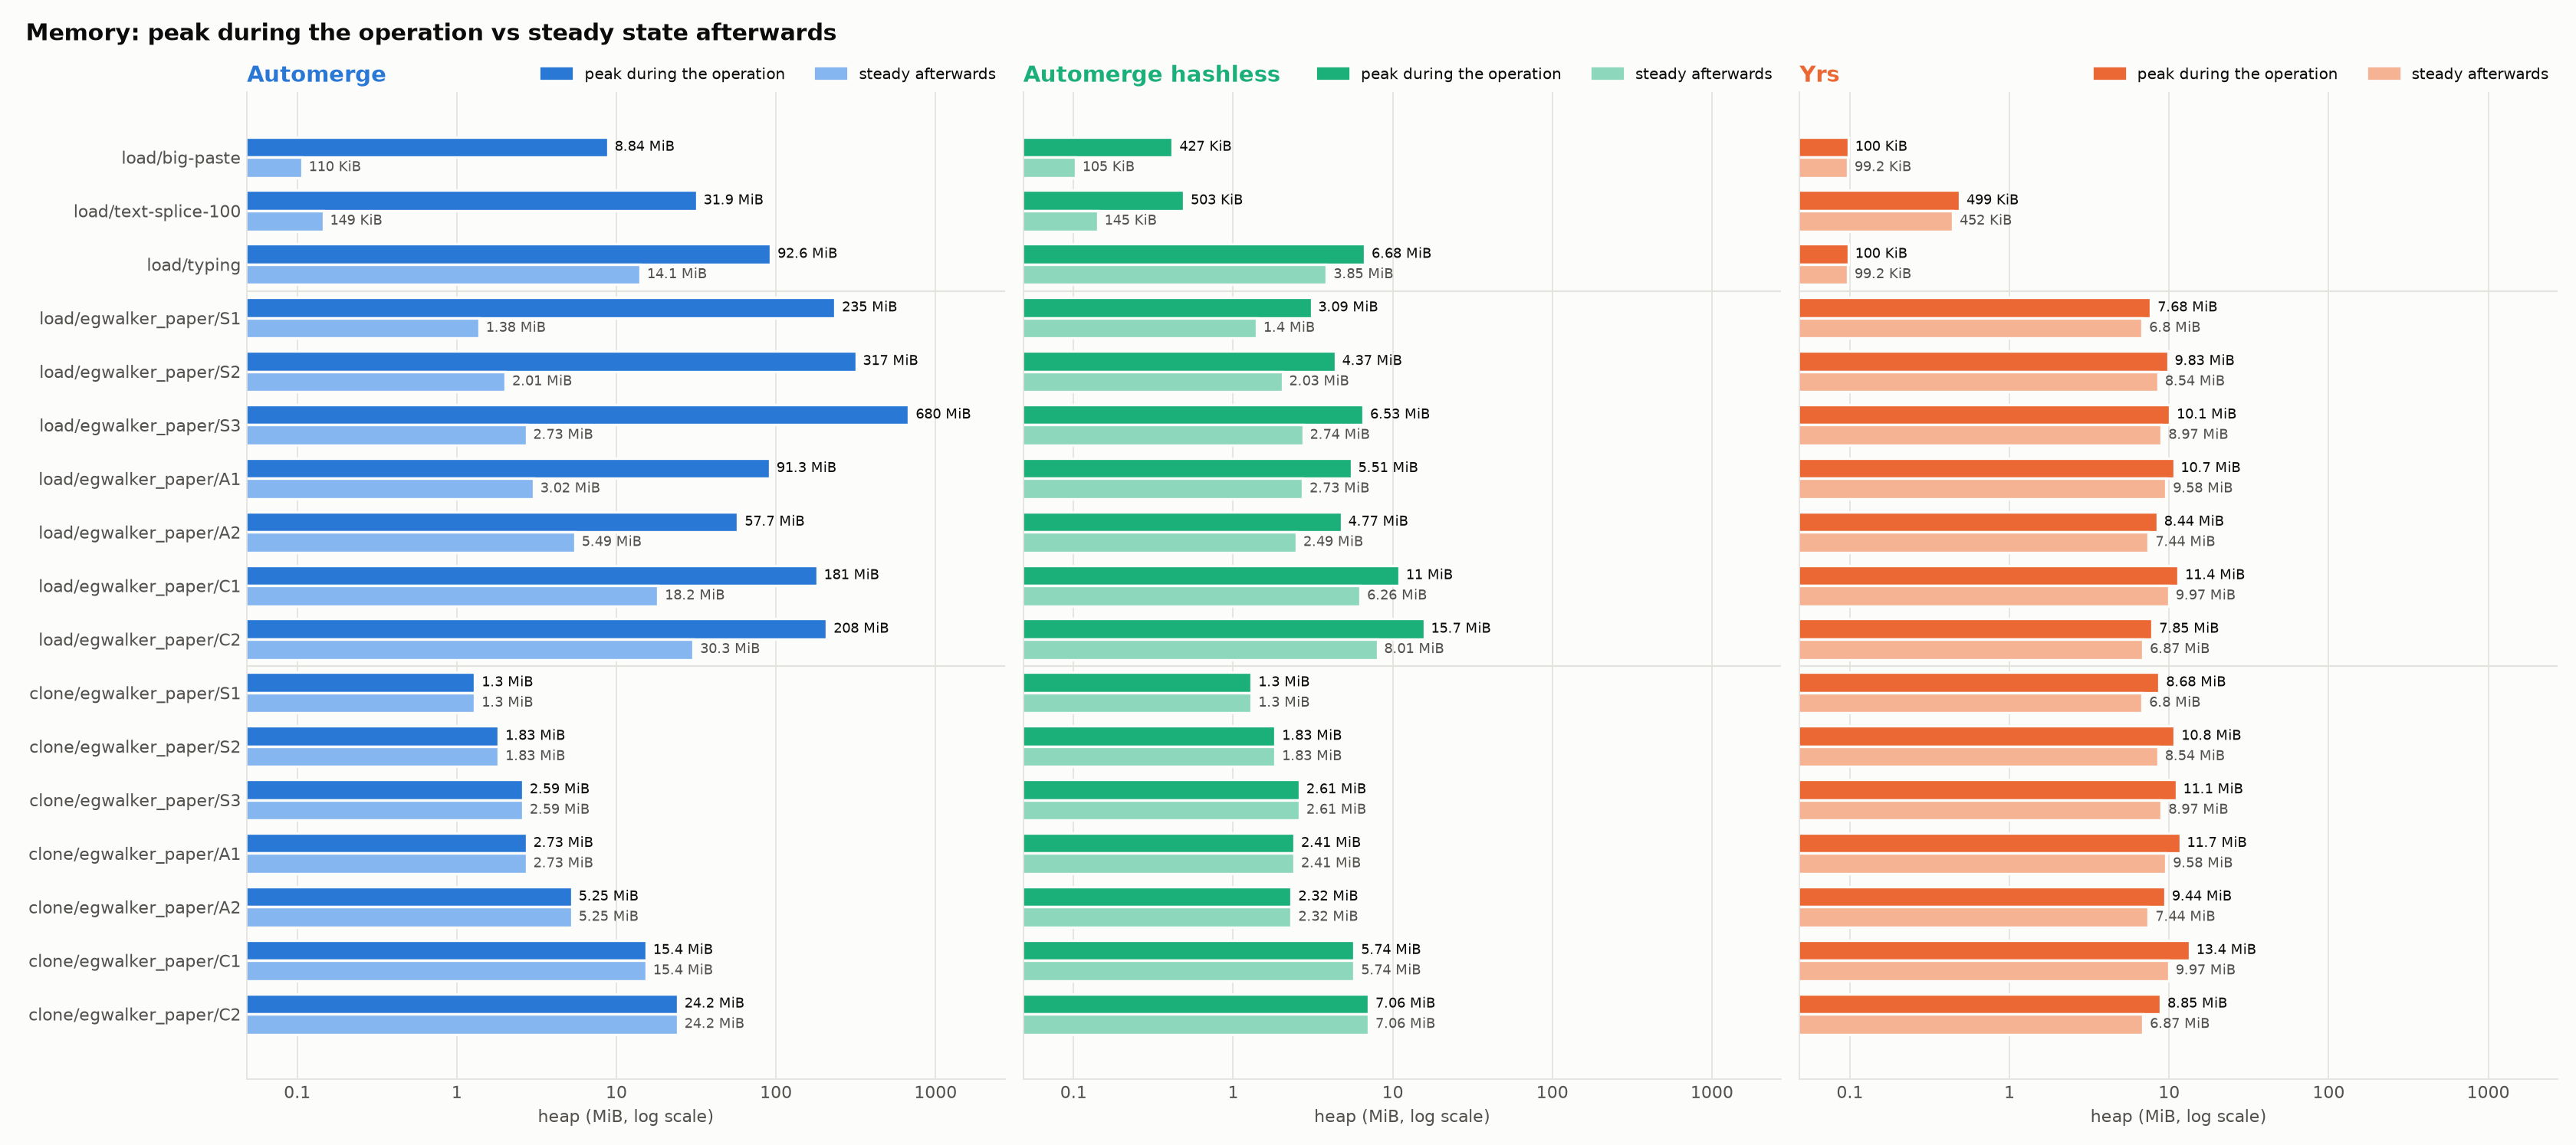 Memory: peak during the operation vs steady state afterwards
Automerge peak during the operation steady afterwards
Automerge hashless peak during the operation steady afterwards
Yrs peak during the operation steady afterwards
load/big-paste 8.84 MiB 110 KiB 427 KiB 105 KiB 100 KiB 99.2 KiB
load/text-splice-100 31.9 MiB 149 KiB 503 KiB 145 KiB 499 KiB 452 KiB
load/typing 92.6 MiB 14.1 MiB 6.68 MiB 3.85 MiB 100 KiB 99.2 KiB
load/egwalker_paper/S1 235 MiB 1.38 MiB 3.09 MiB 1.4 MiB 7.68 MiB 6.8 MiB
load/egwalker_paper/S2 317 MiB 2.01 MiB 4.37 MiB 2.03 MiB 9.83 MiB 8.54 MiB
load/egwalker_paper/S3 680 MiB 2.73 MiB 6.53 MiB 2.74 MiB 10.1 MiB 8.97 MiB
load/egwalker_paper/A1 91.3 MiB 3.02 MiB 5.51 MiB 2.73 MiB 10.7 MiB 9.58 MiB
load/egwalker_paper/A2 57.7 MiB 5.49 MiB 4.77 MiB 2.49 MiB 8.44 MiB 7.44 MiB
load/egwalker_paper/C1 181 MiB 18.2 MiB 11 MiB 6.26 MiB 11.4 MiB 9.97 MiB
load/egwalker_paper/C2 208 MiB 30.3 MiB 15.7 MiB 8.01 MiB 7.85 MiB 6.87 MiB
clone/egwalker_paper/S1 1.3 MiB 1.3 MiB 1.3 MiB 1.3 MiB 8.68 MiB 6.8 MiB
clone/egwalker_paper/S2 1.83 MiB 1.83 MiB 1.83 MiB 1.83 MiB 10.8 MiB 8.54 MiB
clone/egwalker_paper/S3 2.59 MiB 2.59 MiB 2.61 MiB 2.61 MiB 11.1 MiB 8.97 MiB
clone/egwalker_paper/A1 2.73 MiB 2.73 MiB 2.41 MiB 2.41 MiB 11.7 MiB 9.58 MiB
clone/egwalker_paper/A2 5.25 MiB 5.25 MiB 2.32 MiB 2.32 MiB 9.44 MiB 7.44 MiB
clone/egwalker_paper/C1 15.4 MiB 15.4 MiB 5.74 MiB 5.74 MiB 13.4 MiB 9.97 MiB
clone/egwalker_paper/C2 24.2 MiB 24.2 MiB 7.06 MiB 7.06 MiB 8.85 MiB 6.87 MiB
0.1 1 10 100 1000 0.1 1 10 100 1000 0.1 1 10 100 1000
heap (MiB, log scale) heap (MiB, log scale) heap (MiB, log scale)